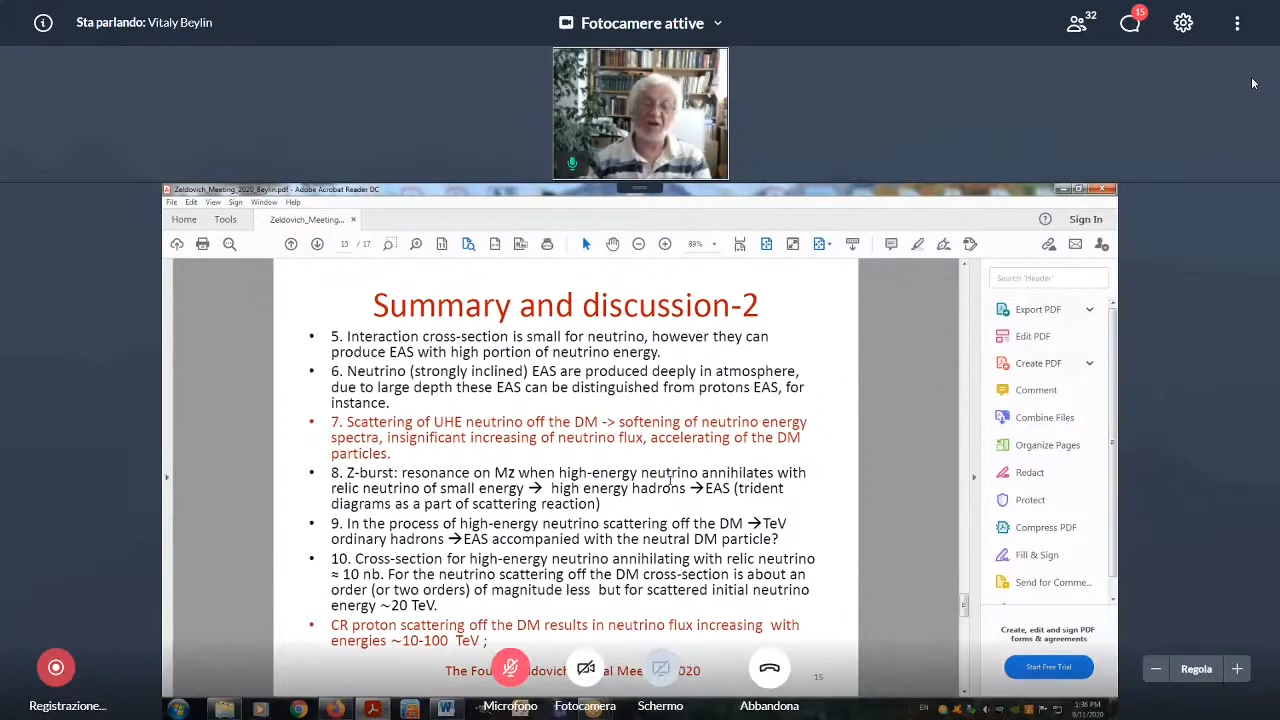 Sta parlando: Vitaly Beylin
Fotocamere attive
32
15
Zeldovich_Meeting_2020_Beylin.pdf - Adobe Acrobat Reader DC
File Edit View Sign Window Help
Home Tools Zeldovich_Meeting... × Sign In
15 / 17 89%
Summary and discussion-2
• 5. Interaction cross-section is small for neutrino, however they can
produce EAS with high portion of neutrino energy.
• 6. Neutrino (strongly inclined) EAS are produced deeply in atmosphere,
due to large depth these EAS can be distinguished from protons EAS, for
instance.
• 7. Scattering of UHE neutrino off the DM -> softening of neutrino energy
spectra, insignificant increasing of neutrino flux, accelerating of the DM
particles.
• 8. Z-burst: resonance on Mz when high-energy neutrino annihilates with
relic neutrino of small energy → high energy hadrons →EAS (trident
diagrams as a part of scattering reaction)
• 9. In the process of high-energy neutrino scattering off the DM →TeV
ordinary hadrons →EAS accompanied with the neutral DM particle?
• 10. Cross-section for high-energy neutrino annihilating with relic neutrino
≈ 10 nb. For the neutrino scattering off the DM cross-section is about an
order (or two orders) of magnitude less but for scattered initial neutrino
energy ~20 TeV.
• CR proton scattering off the DM results in neutrino flux increasing with
energies ~10-100 TeV ;
The 2020
15
Search 'Header'
Export PDF
Edit PDF
Create PDF
Comment
Combine Files
Organize Pages
Redact
Protect
Compress PDF
Fill & Sign
Send for Comme...
Create, edit and sign PDF
forms & agreements
Start Free Trial
Regola
Registrazione...
Microfono
Fotocamera
Schermo
Abbandona
EN
1:36 PM
9/11/2020